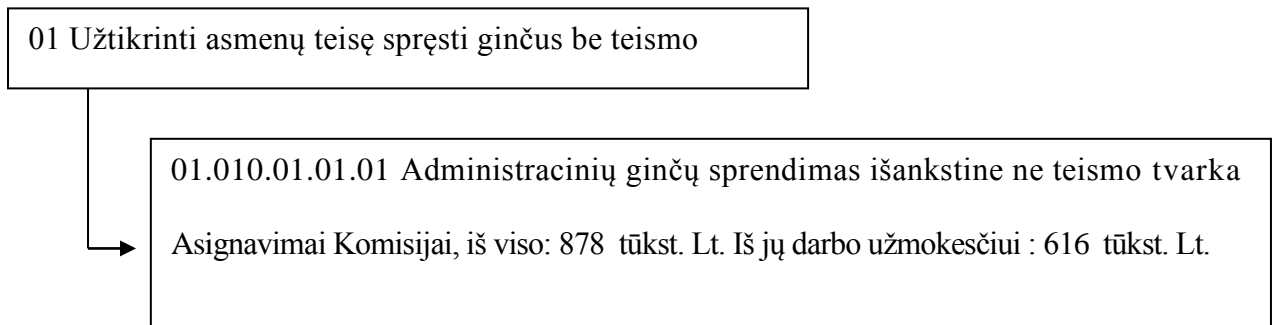 01 Užtikrinti asmenų teisę spręsti ginčus be teismo
01.010.01.01.01 Administracinių ginčų sprendimas išankstine ne teismo tvarka
Asignavimai Komisijai, iš viso: 878 tūkst. Lt. Iš jų darbo užmokesčiui : 616 tūkst. Lt.